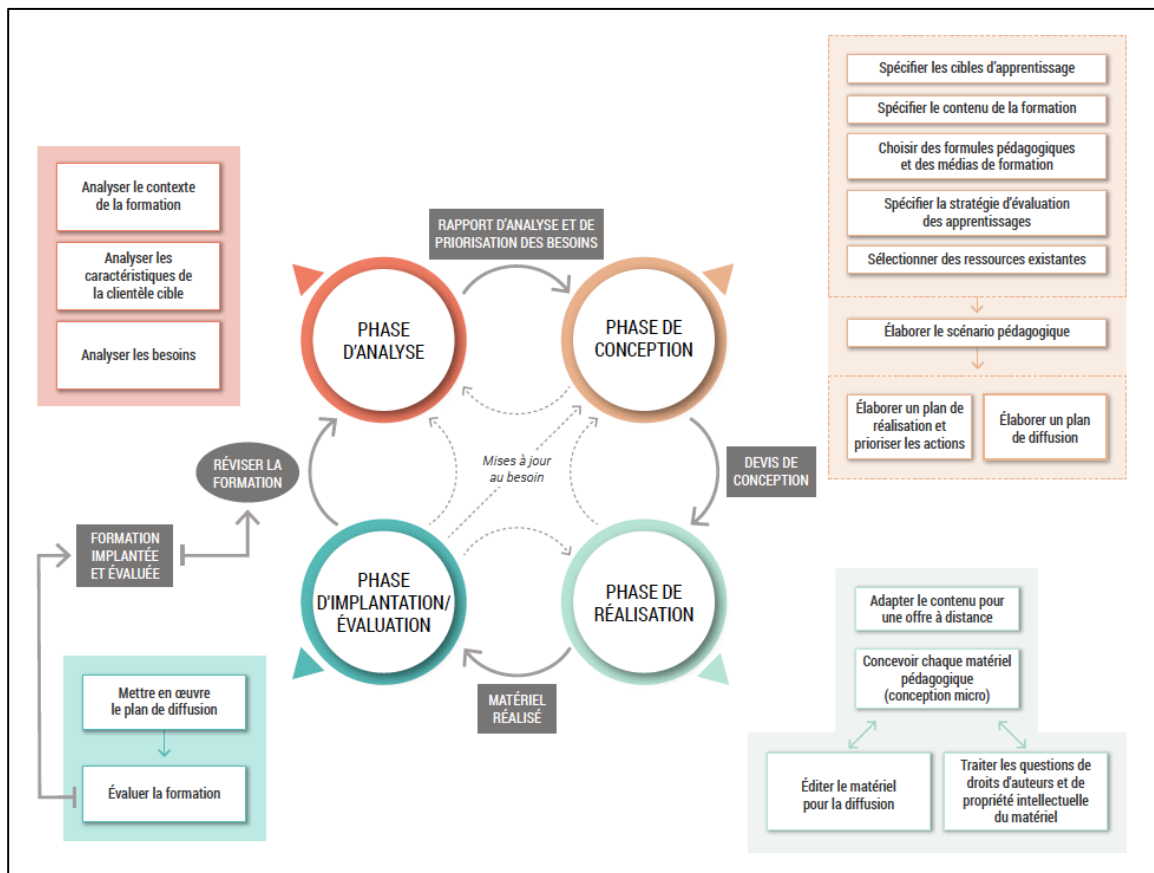 Analyser le contexte
de la formation
Analyser les
caractéristiques de
la clientèle cible
Analyser les besoins
RAPPORT D'ANALYSE ET DE
PRIORISATION DES BESOINS
PHASE
D'ANALYSE
PHASE DE
CONCEPTION
Spécifier les cibles d'apprentissage
Spécifier le contenu de la formation
Choisir des formules pédagogiques
et des médias de formation
Spécifier la stratégie d'évaluation
des apprentissages
Sélectionner des ressources existantes
Élaborer le scénario pédagogique
Élaborer un plan de
réalisation et
prioriser les actions
Élaborer un plan
de diffusion
Mises à jour
au besoin
RÉVISER LA
FORMATION
DEVIS DE
CONCEPTION
FORMATION
IMPLANTÉE
ET ÉVALUÉE
PHASE
D'IMPLANTATION/
ÉVALUATION
PHASE DE
RÉALISATION
MATÉRIEL
RÉALISÉ
Mettre en œuvre
le plan de diffusion
Évaluer la formation
Adapter le contenu pour
une offre à distance
Concevoir chaque matériel
pédagogique
(conception micro)
Éditer le matériel
pour la diffusion
Traiter les questions de
droits d'auteurs et de
propriété intellectuelle
du matériel